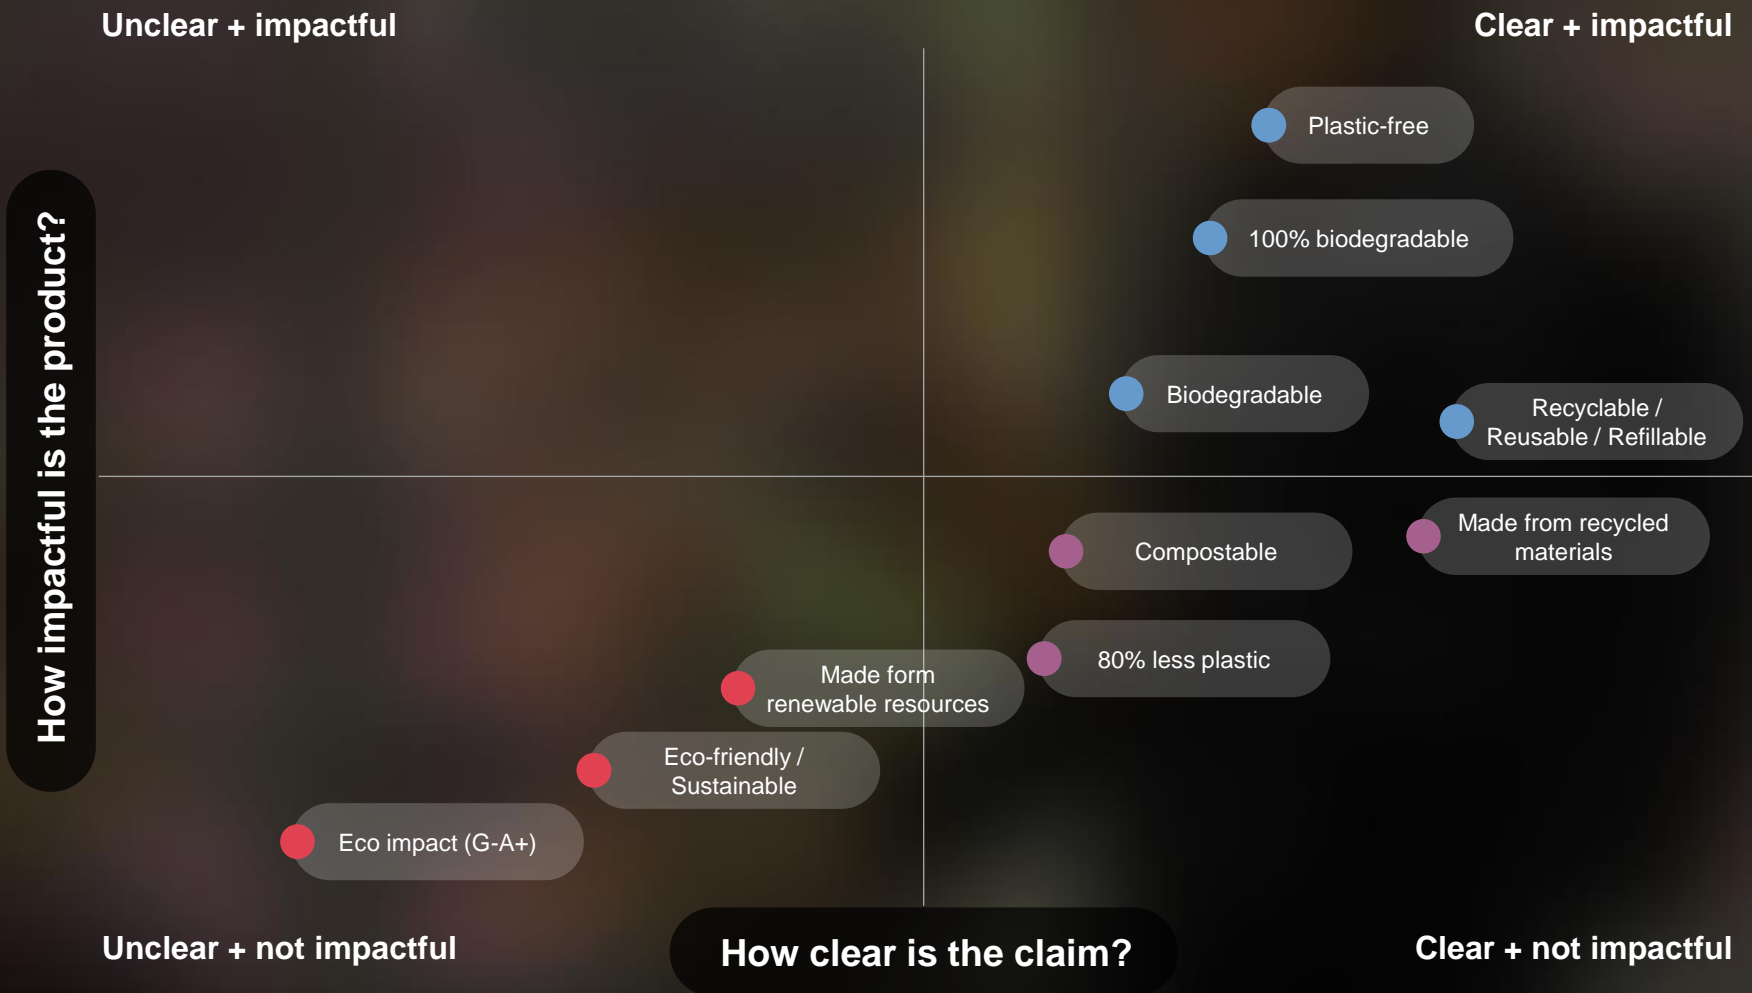 Unclear + impactful
Clear + impactful
Plastic-free
100% biodegradable
How impactful is the product?
Biodegradable
Recyclable /
Reusable / Refillable
Made from recycled
materials
Compostable
80% less plastic
Made form
renewable resources
Eco-friendly /
Sustainable
Eco impact (G-A+)
Unclear + not impactful
How clear is the claim?
Clear + not impactful